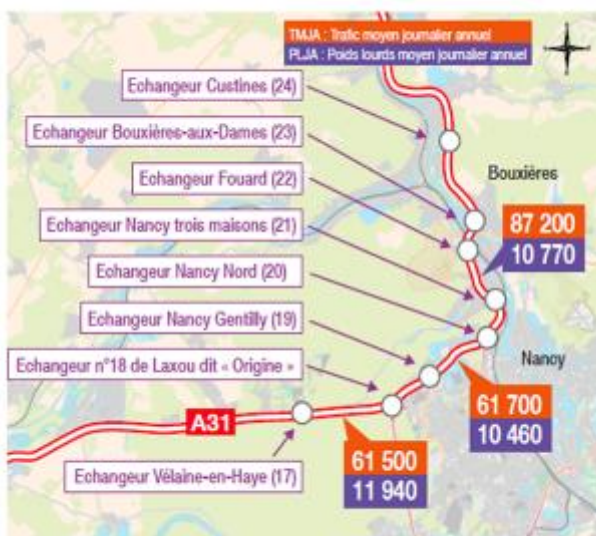 TMJA : Trafic moyen journalier annuel
PLJA : Poids lourds moyen journalier annuel
Echangeur Custines (24)
Echangeur Bouxières-aux-Dames (23)
Bouxières
Echangeur Fouard (22)
87 200
10 770
Echangeur Nancy trois maisons (21)
Echangeur Nancy Nord (20)
Echangeur Nancy Gentilly (19)
Echangeur n°18 de Laxou dit « Origine »
Nancy
61 700
10 460
A31
61 500
11 940
Echangeur Vélaine-en-Haye (17)